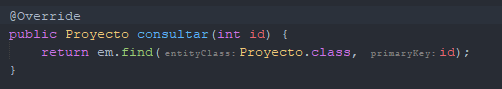 @Override
public Proyecto consultar(int id) {
return em.find( entityClass: Proyecto.class, primaryKey: id);
}